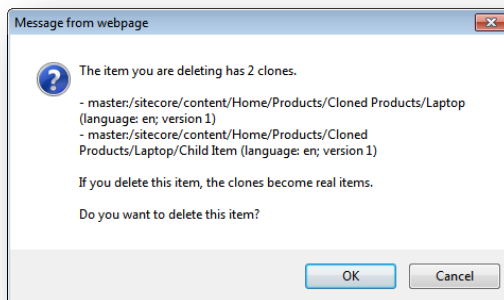 Message from webpage
The item you are deleting has 2 clones.
- master:/sitecore/content/Home/Products/Cloned Products/Laptop
(language: en; version 1)
- master:/sitecore/content/Home/Products/Cloned
Products/Laptop/Child Item (language: en; version 1)
If you delete this item, the clones become real items.
Do you want to delete this item?
OK
Cancel